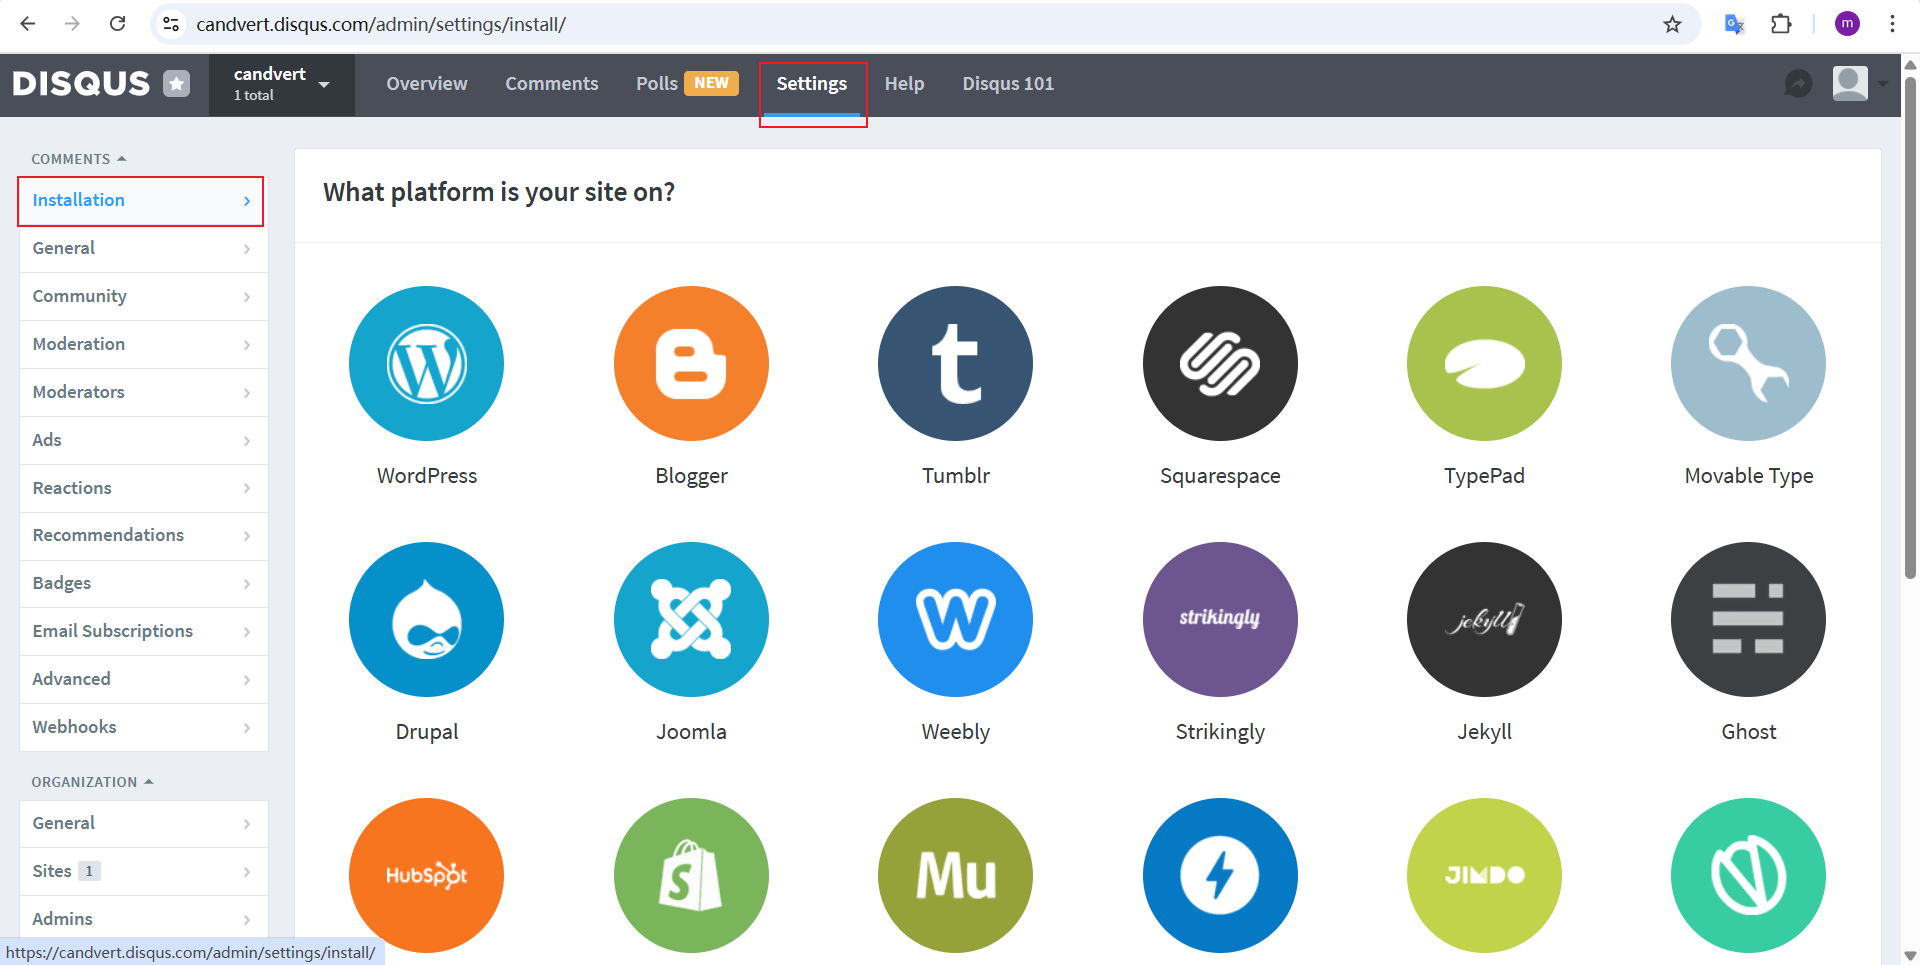 candvert.disqus.com/admin/settings/install/
m
DISQUS
candvert
1 total
Overview
Comments
Polls NEW
Settings
Help
Disqus 101
COMMENTS
Installation
General
Community
Moderation
Moderators
Ads
Reactions
Recommendations
Badges
Email Subscriptions
Advanced
Webhooks
ORGANIZATION
General
Sites 1
Admins
What platform is your site on?
WordPress
Blogger
Tumblr
Squarespace
TypePad
Movable Type
strikingly
jekyll
Drupal
Joomla
Weebly
Strikingly
Jekyll
Ghost
HubSpot
Mu
JIMDO
https://candvert.disqus.com/admin/settings/install/